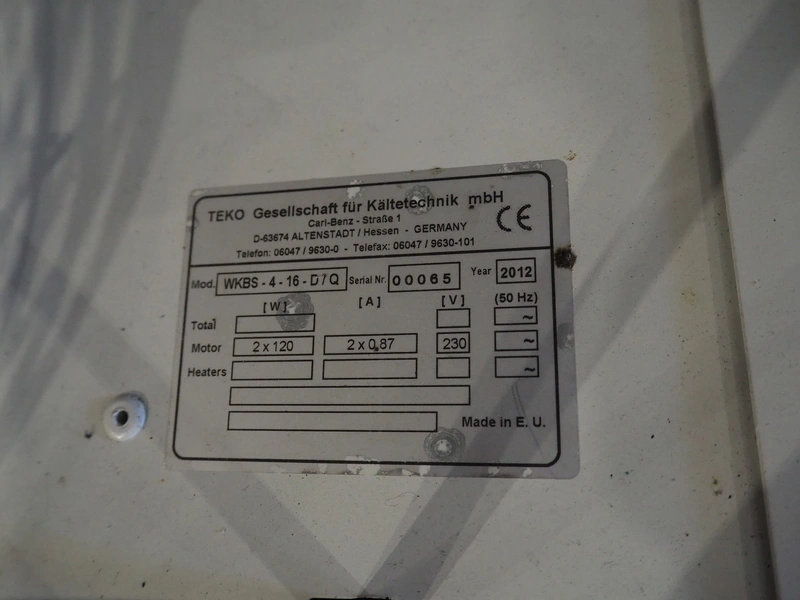 TEKO Gesellschaft für Kältetechnik mbH CE
Carl-Benz - Straße 1
D-63674 ALTENSTADT / Hessen - GERMANY
Telefon: 06047 / 9630-0 - Telefax: 06047 / 9630-101
Mod. WKBS - 4 - 16 - D7Q Serial Nr. 00065 Year 2012
[W] [A] [V] (50 Hz)
Total ~
Motor 2 x 120 2 x 0,87 230 ~
Heaters ~
Made in E. U.